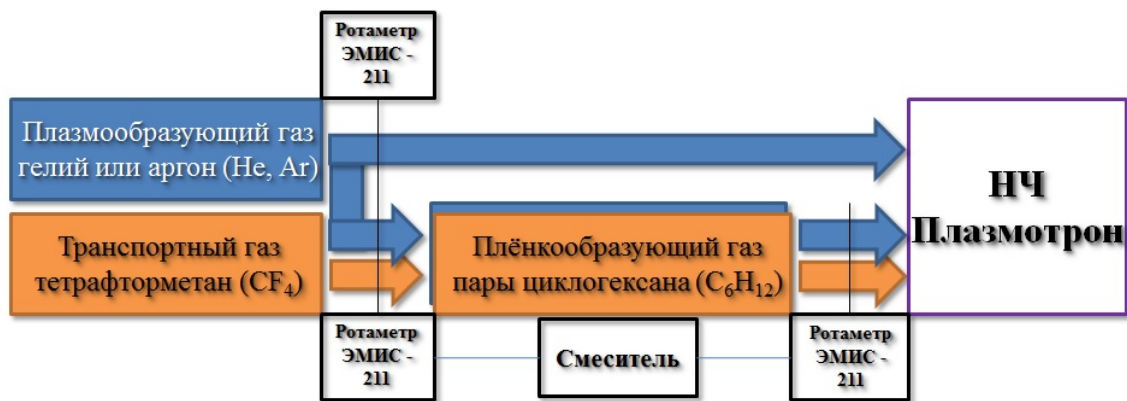 Ротаметр
ЭМИС -
211
Плазмообразующий газ
гелий или аргон (He, Ar)
НЧ
Плазмотрон
Транспортный газ
тетрафторметан (CF₄)
Плёнкообразующий газ
пары циклогексана (C₆H₁₂)
Ротаметр
ЭМИС -
211
Смеситель
Ротаметр
ЭМИС -
211